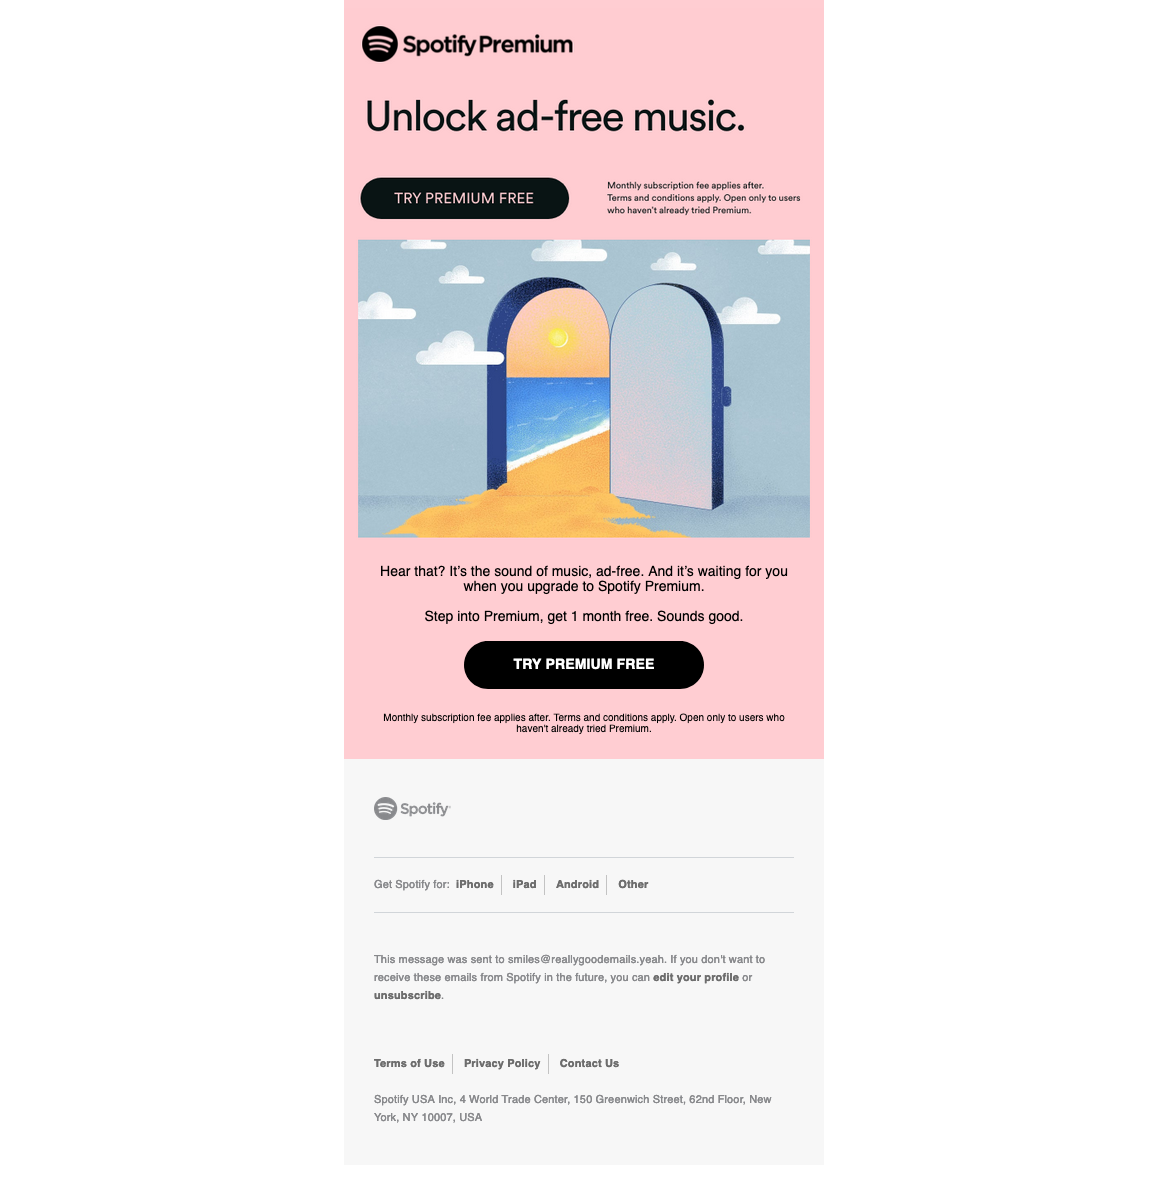 Spotify Premium
Unlock ad-free music.
TRY PREMIUM FREE
Monthly subscription fee applies after.
Terms and conditions apply. Open only to users
who haven't already tried Premium.
Hear that? It’s the sound of music, ad-free. And it’s waiting for you
when you upgrade to Spotify Premium.
Step into Premium, get 1 month free. Sounds good.
TRY PREMIUM FREE
Monthly subscription fee applies after. Terms and conditions apply. Open only to users who
haven't already tried Premium.
Spotify
Get Spotify for: iPhone iPad Android Other
This message was sent to smiles@reallygoodemails.yeah. If you don't want to
receive these emails from Spotify in the future, you can edit your profile or
unsubscribe.
Terms of Use Privacy Policy Contact Us
Spotify USA Inc, 4 World Trade Center, 150 Greenwich Street, 62nd Floor, New
York, NY 10007, USA